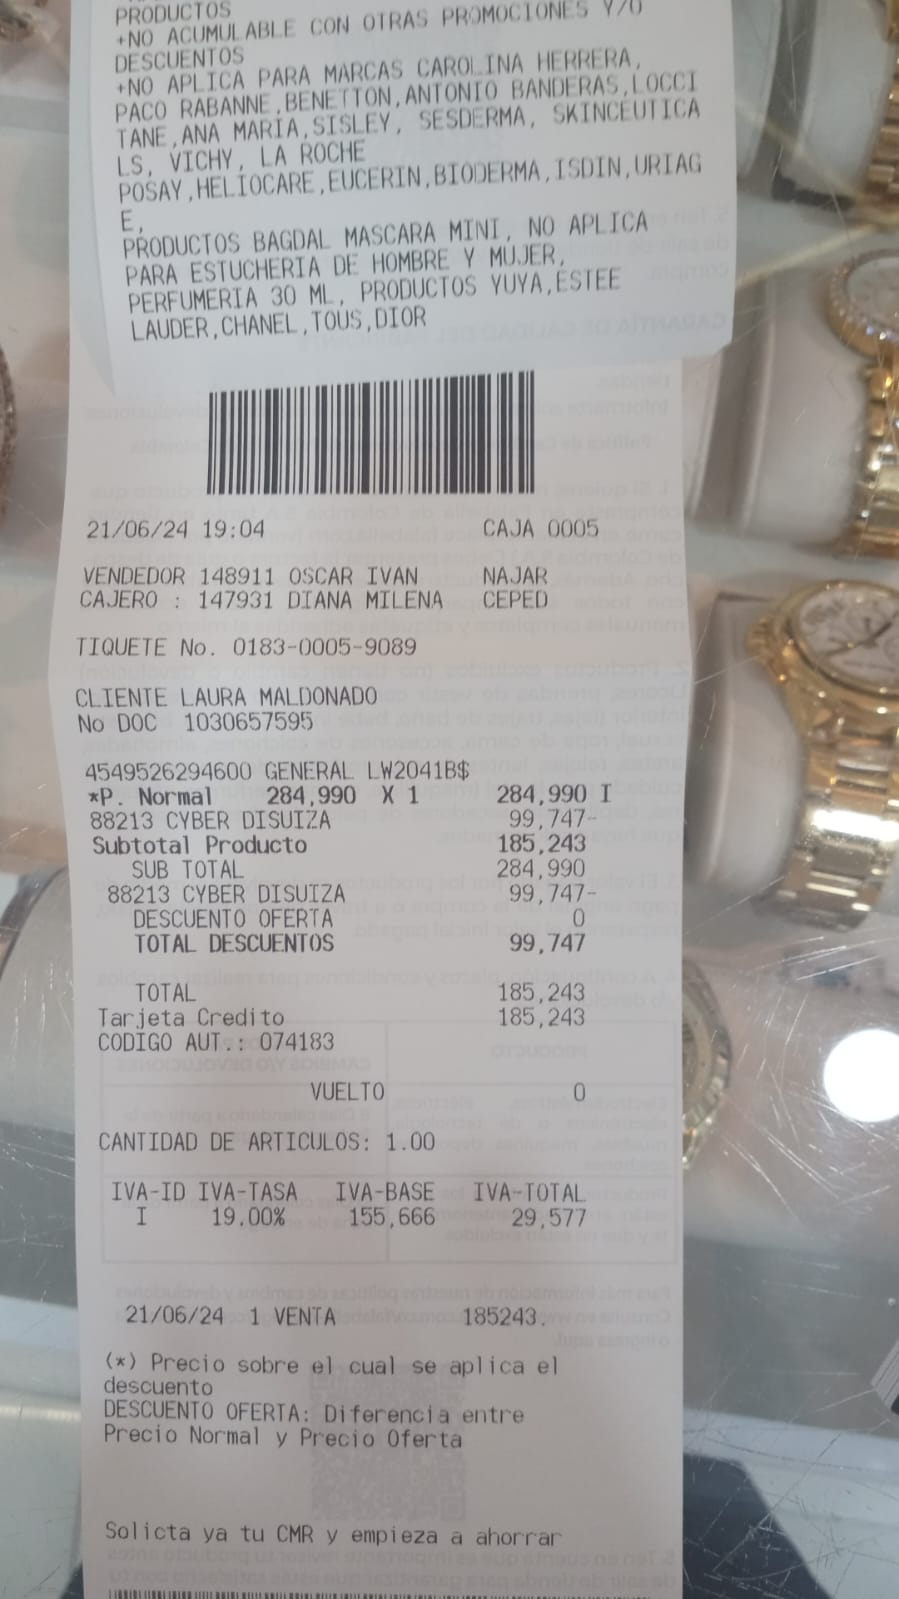 PRODUCTOS
+NO ACUMULABLE CON OTRAS PROMOCIONES Y/O
DESCUENTOS
+NO APLICA PARA MARCAS CAROLINA HERRERA,
PACO RABANNE,BENETTON,ANTONIO BANDERAS,LOCCI
TANE,ANA MARIA,SISLEY, SESDERMA, SKINCEUTICA
LS, VICHY, LA ROCHE
POSAY,HELIOCARE,EUCERIN,BIODERMA,ISDIN,URIAG
E,
PRODUCTOS BAGDAL MASCARA MINI, NO APLICA
PARA ESTUCHERIA DE HOMBRE Y MUJER,
PERFUMERIA 30 ML, PRODUCTOS YUYA,ESTEE
LAUDER,CHANEL,TOUS,DIOR
21/06/24 19:04 CAJA 0005
VENDEDOR 148911 OSCAR IVAN NAJAR
CAJERO : 147931 DIANA MILENA CEPED
TIQUETE No. 0183-0005-9089
CLIENTE LAURA MALDONADO
No DOC 1030657595
4549526294600 GENERAL LW2041B$
*P. Normal 284,990 X 1 284,990 I
88213 CYBER DISUIZA 99,747-
Subtotal Producto 185,243
SUB TOTAL 284,990
88213 CYBER DISUIZA 99,747-
DESCUENTO OFERTA 0
TOTAL DESCUENTOS 99,747
TOTAL 185,243
Tarjeta Credito 185,243
CODIGO AUT.: 074183
VUELTO 0
CANTIDAD DE ARTICULOS: 1.00
IVA-ID IVA-TASA IVA-BASE IVA-TOTAL
I 19,00% 155,666 29,577
21/06/24 1 VENTA 185243.
(*) Precio sobre el cual se aplica el
descuento
DESCUENTO OFERTA: Diferencia entre
Precio Normal y Precio Oferta
Solicta ya tu CMR y empieza a ahorrar